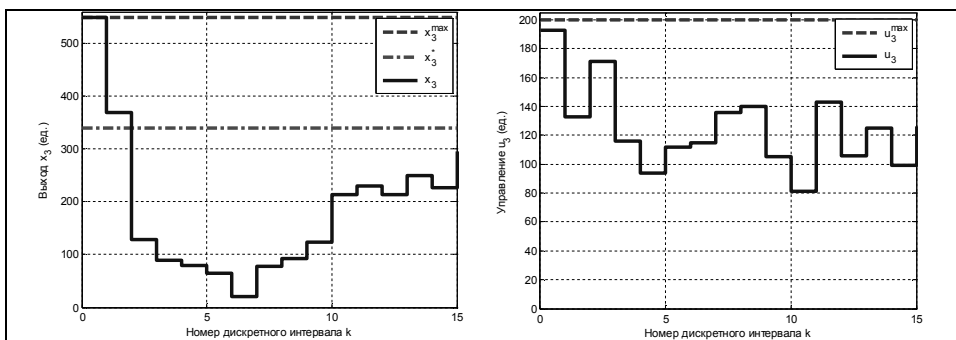 500
400
300
200
100
0
0
5
10
15
Выход x₃ (ед.)
Номер дискретного интервала k
x₃ᵐᵃˣ
x₃*
x₃
200
180
160
140
120
100
80
60
40
20
0
0
5
10
15
Управление u₃ (ед.)
Номер дискретного интервала k
u₃ᵐᵃˣ
u₃